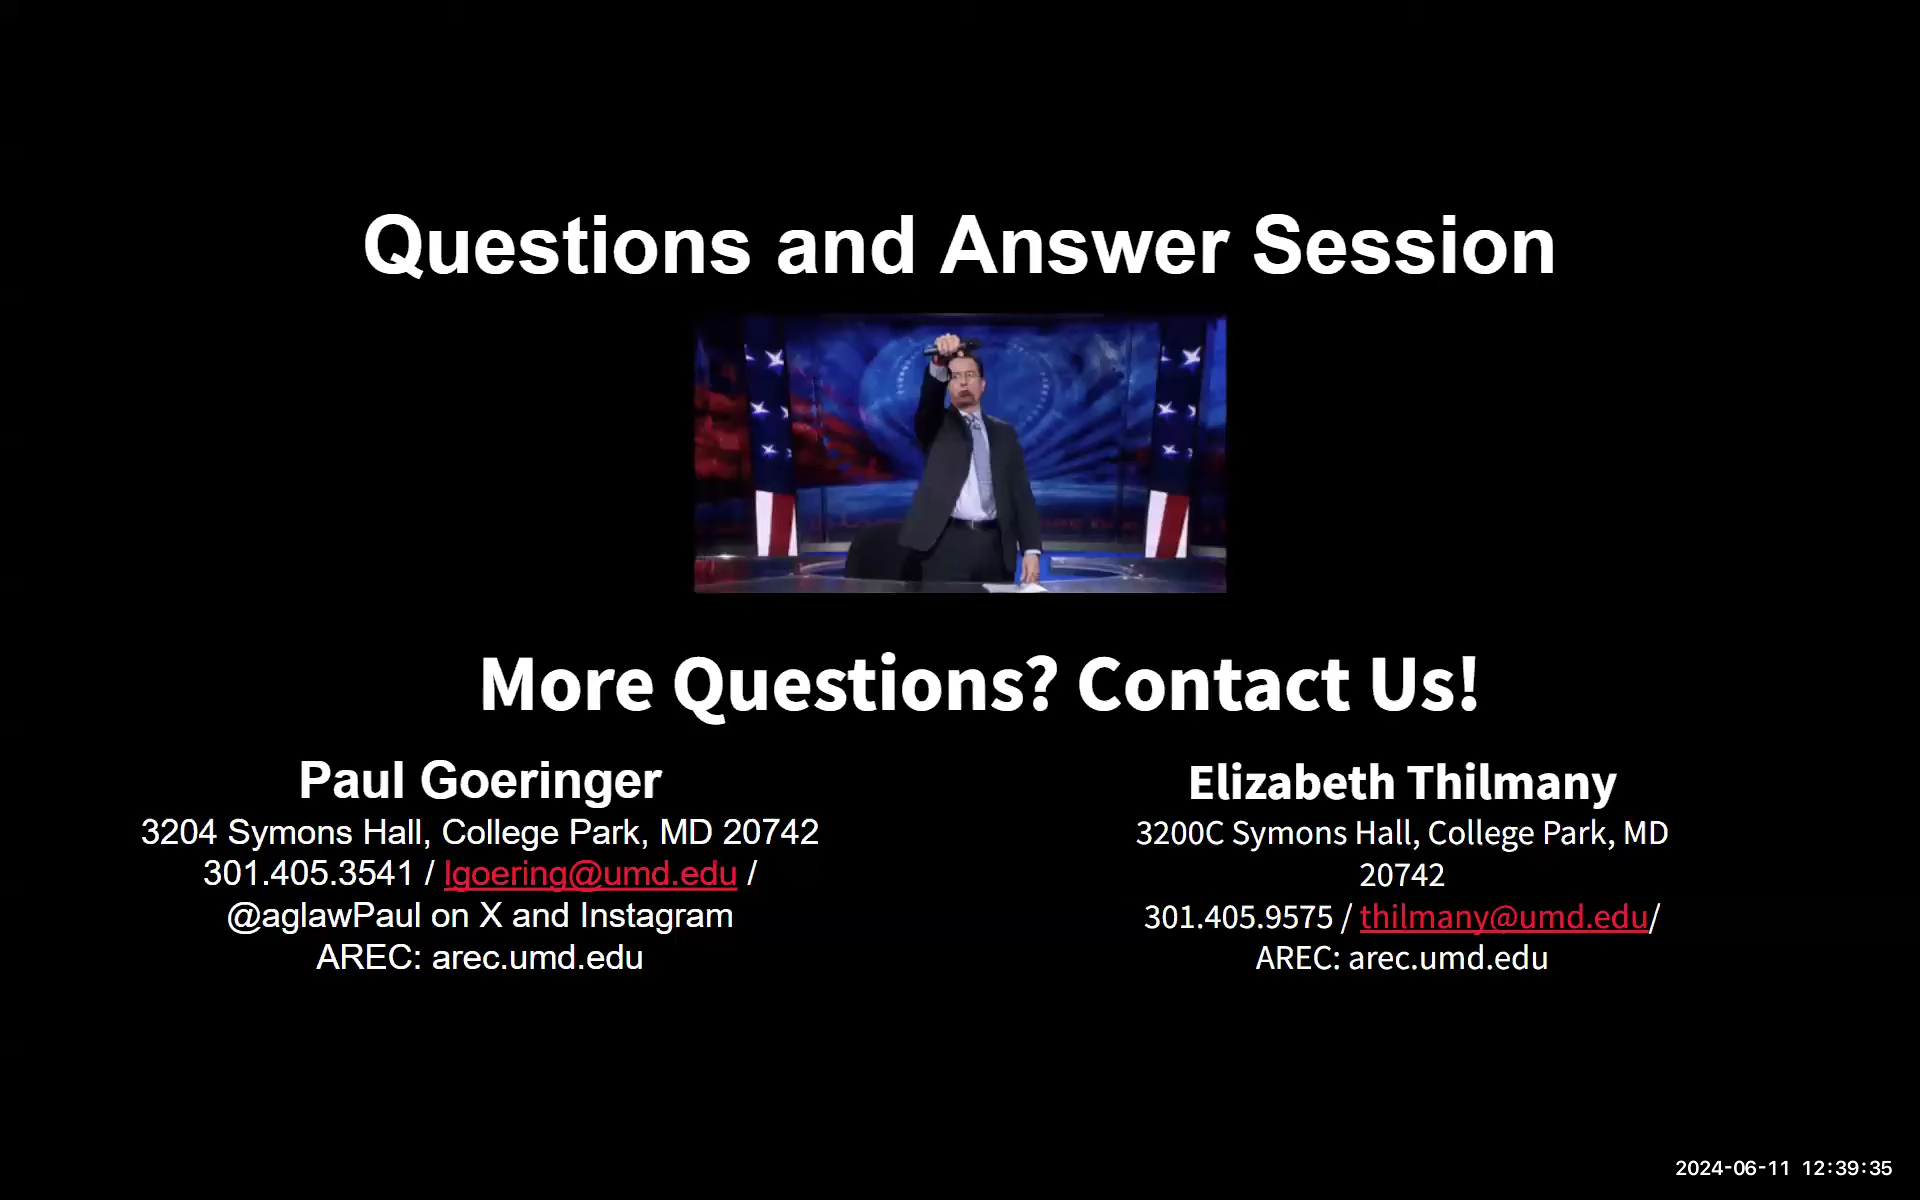 Questions and Answer Session
More Questions? Contact Us!
Paul Goeringer
3204 Symons Hall, College Park, MD 20742
301.405.3541 / lgoering@umd.edu /
@aglawPaul on X and Instagram
AREC: arec.umd.edu
Elizabeth Thilmany
3200C Symons Hall, College Park, MD
20742
301.405.9575 / thilmany@umd.edu/
AREC: arec.umd.edu
2024-06-11 12:39:35